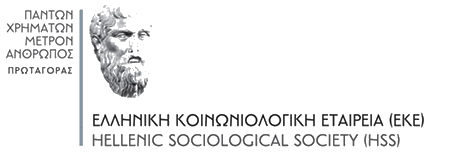 ΠΑΝΤΩΝ
ΧΡΗΜΑΤΩΝ
ΜΕΤΡΟΝ
ΑΝΘΡΩΠΟΣ
ΠΡΩΤΑΓΟΡΑΣ
ΕΛΛΗΝΙΚΗ ΚΟΙΝΩΝΙΟΛΟΓΙΚΗ ΕΤΑΙΡΕΙΑ (ΕΚΕ)
HELLENIC SOCIOLOGICAL SOCIETY (HSS)